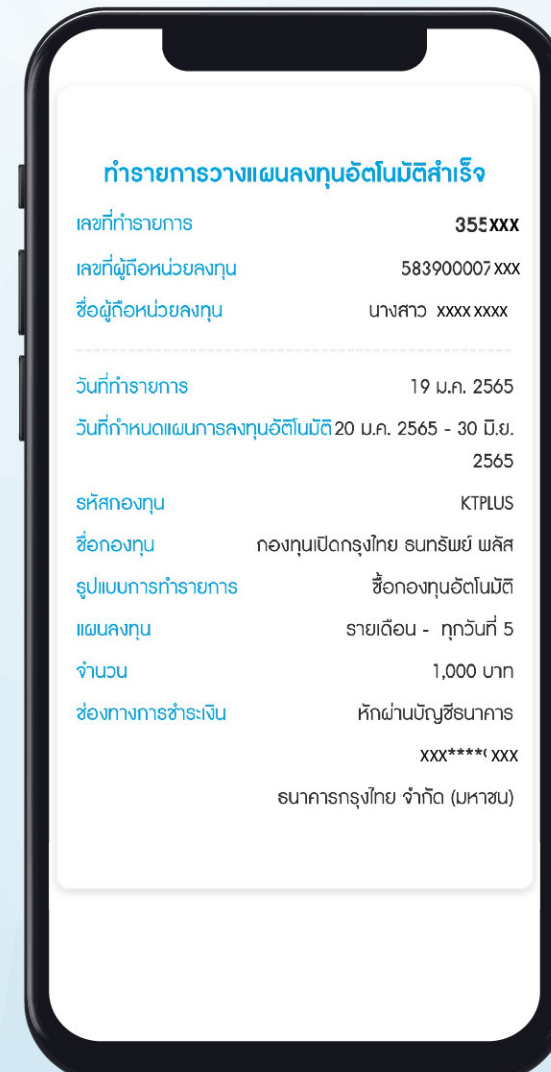 ทำรายการวางแผนลงทุนอัตโนมัติสำเร็จ
เลขที่ทำรายการ 355xxx
เลขที่ผู้ถือหน่วยลงทุน 583900007xxx
ชื่อผู้ถือหน่วยลงทุน นางสาว xxxx xxxx
วันที่ทำรายการ 19 ม.ค. 2565
วันที่กำหนดแผนการลงทุนอัติโนมัติ 20 ม.ค. 2565 - 30 มิ.ย.
2565
รหัสกองทุน KTPLUS
ชื่อกองทุน กองทุนเปิดกรุงไทย ธนทรัพย์ พลัส
รูปแบบการทำรายการ ซื้อกองทุนอัตโนมัติ
แผนลงทุน รายเดือน - ทุกวันที่ 5
จำนวน 1,000 บาท
ช่องทางการชำระเงิน หักผ่านบัญชีธนาคาร
xxx**** xxx
ธนาคารกรุงไทย จำกัด (มหาชน)